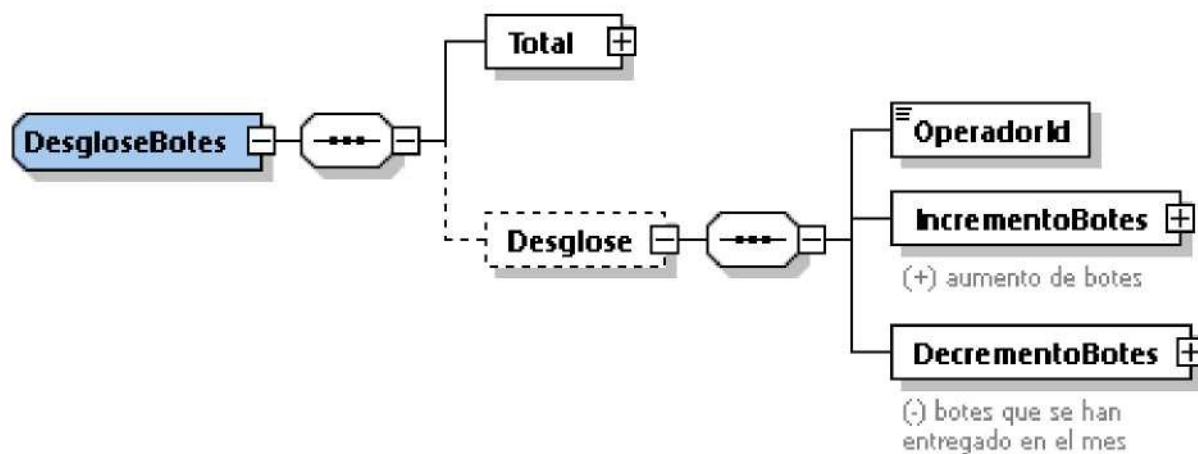 Total
DesgloseBotes
OperadorId
IncrementoBotes
(+) aumento de botes
Desglose
DecrementoBotes
(-) botes que se han
entregado en el mes